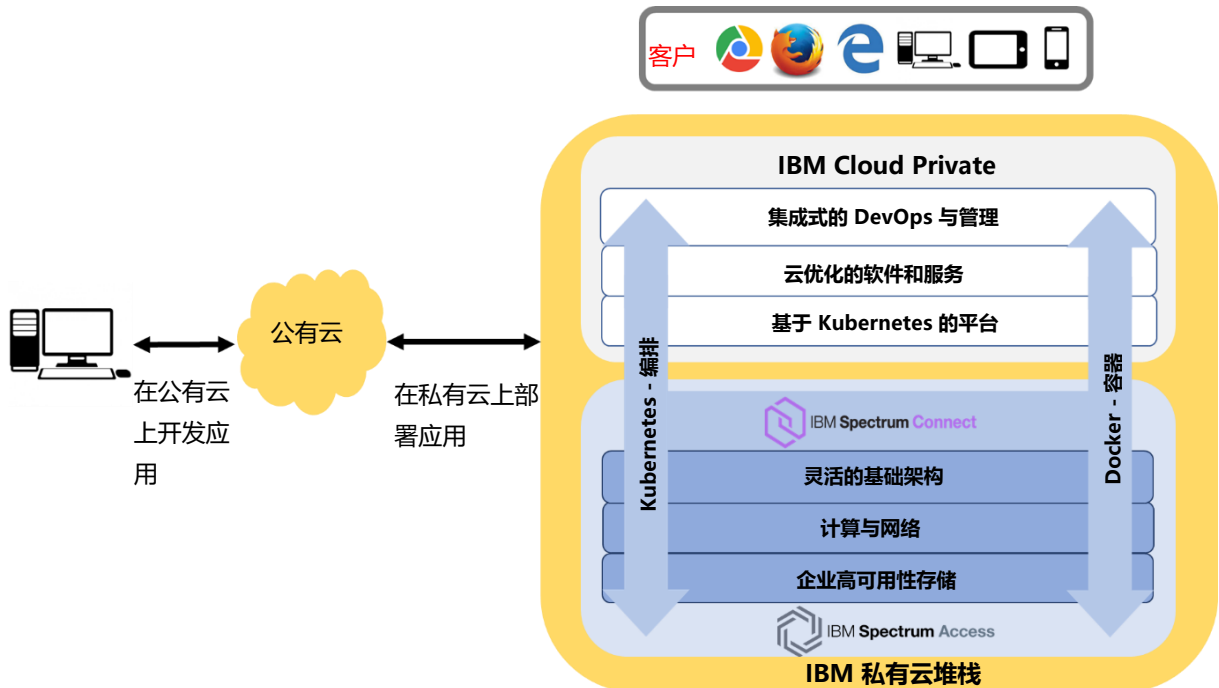 客户
IBM Cloud Private
集成式的 DevOps 与管理
云优化的软件和服务
基于 Kubernetes 的平台
公有云
在公有云
上开发应
用
在私有云上部
署应用
Kubernetes - 编排
Docker - 容器
IBM Spectrum Connect
灵活的基础架构
计算与网络
企业高可用性存储
IBM Spectrum Access
IBM 私有云堆栈